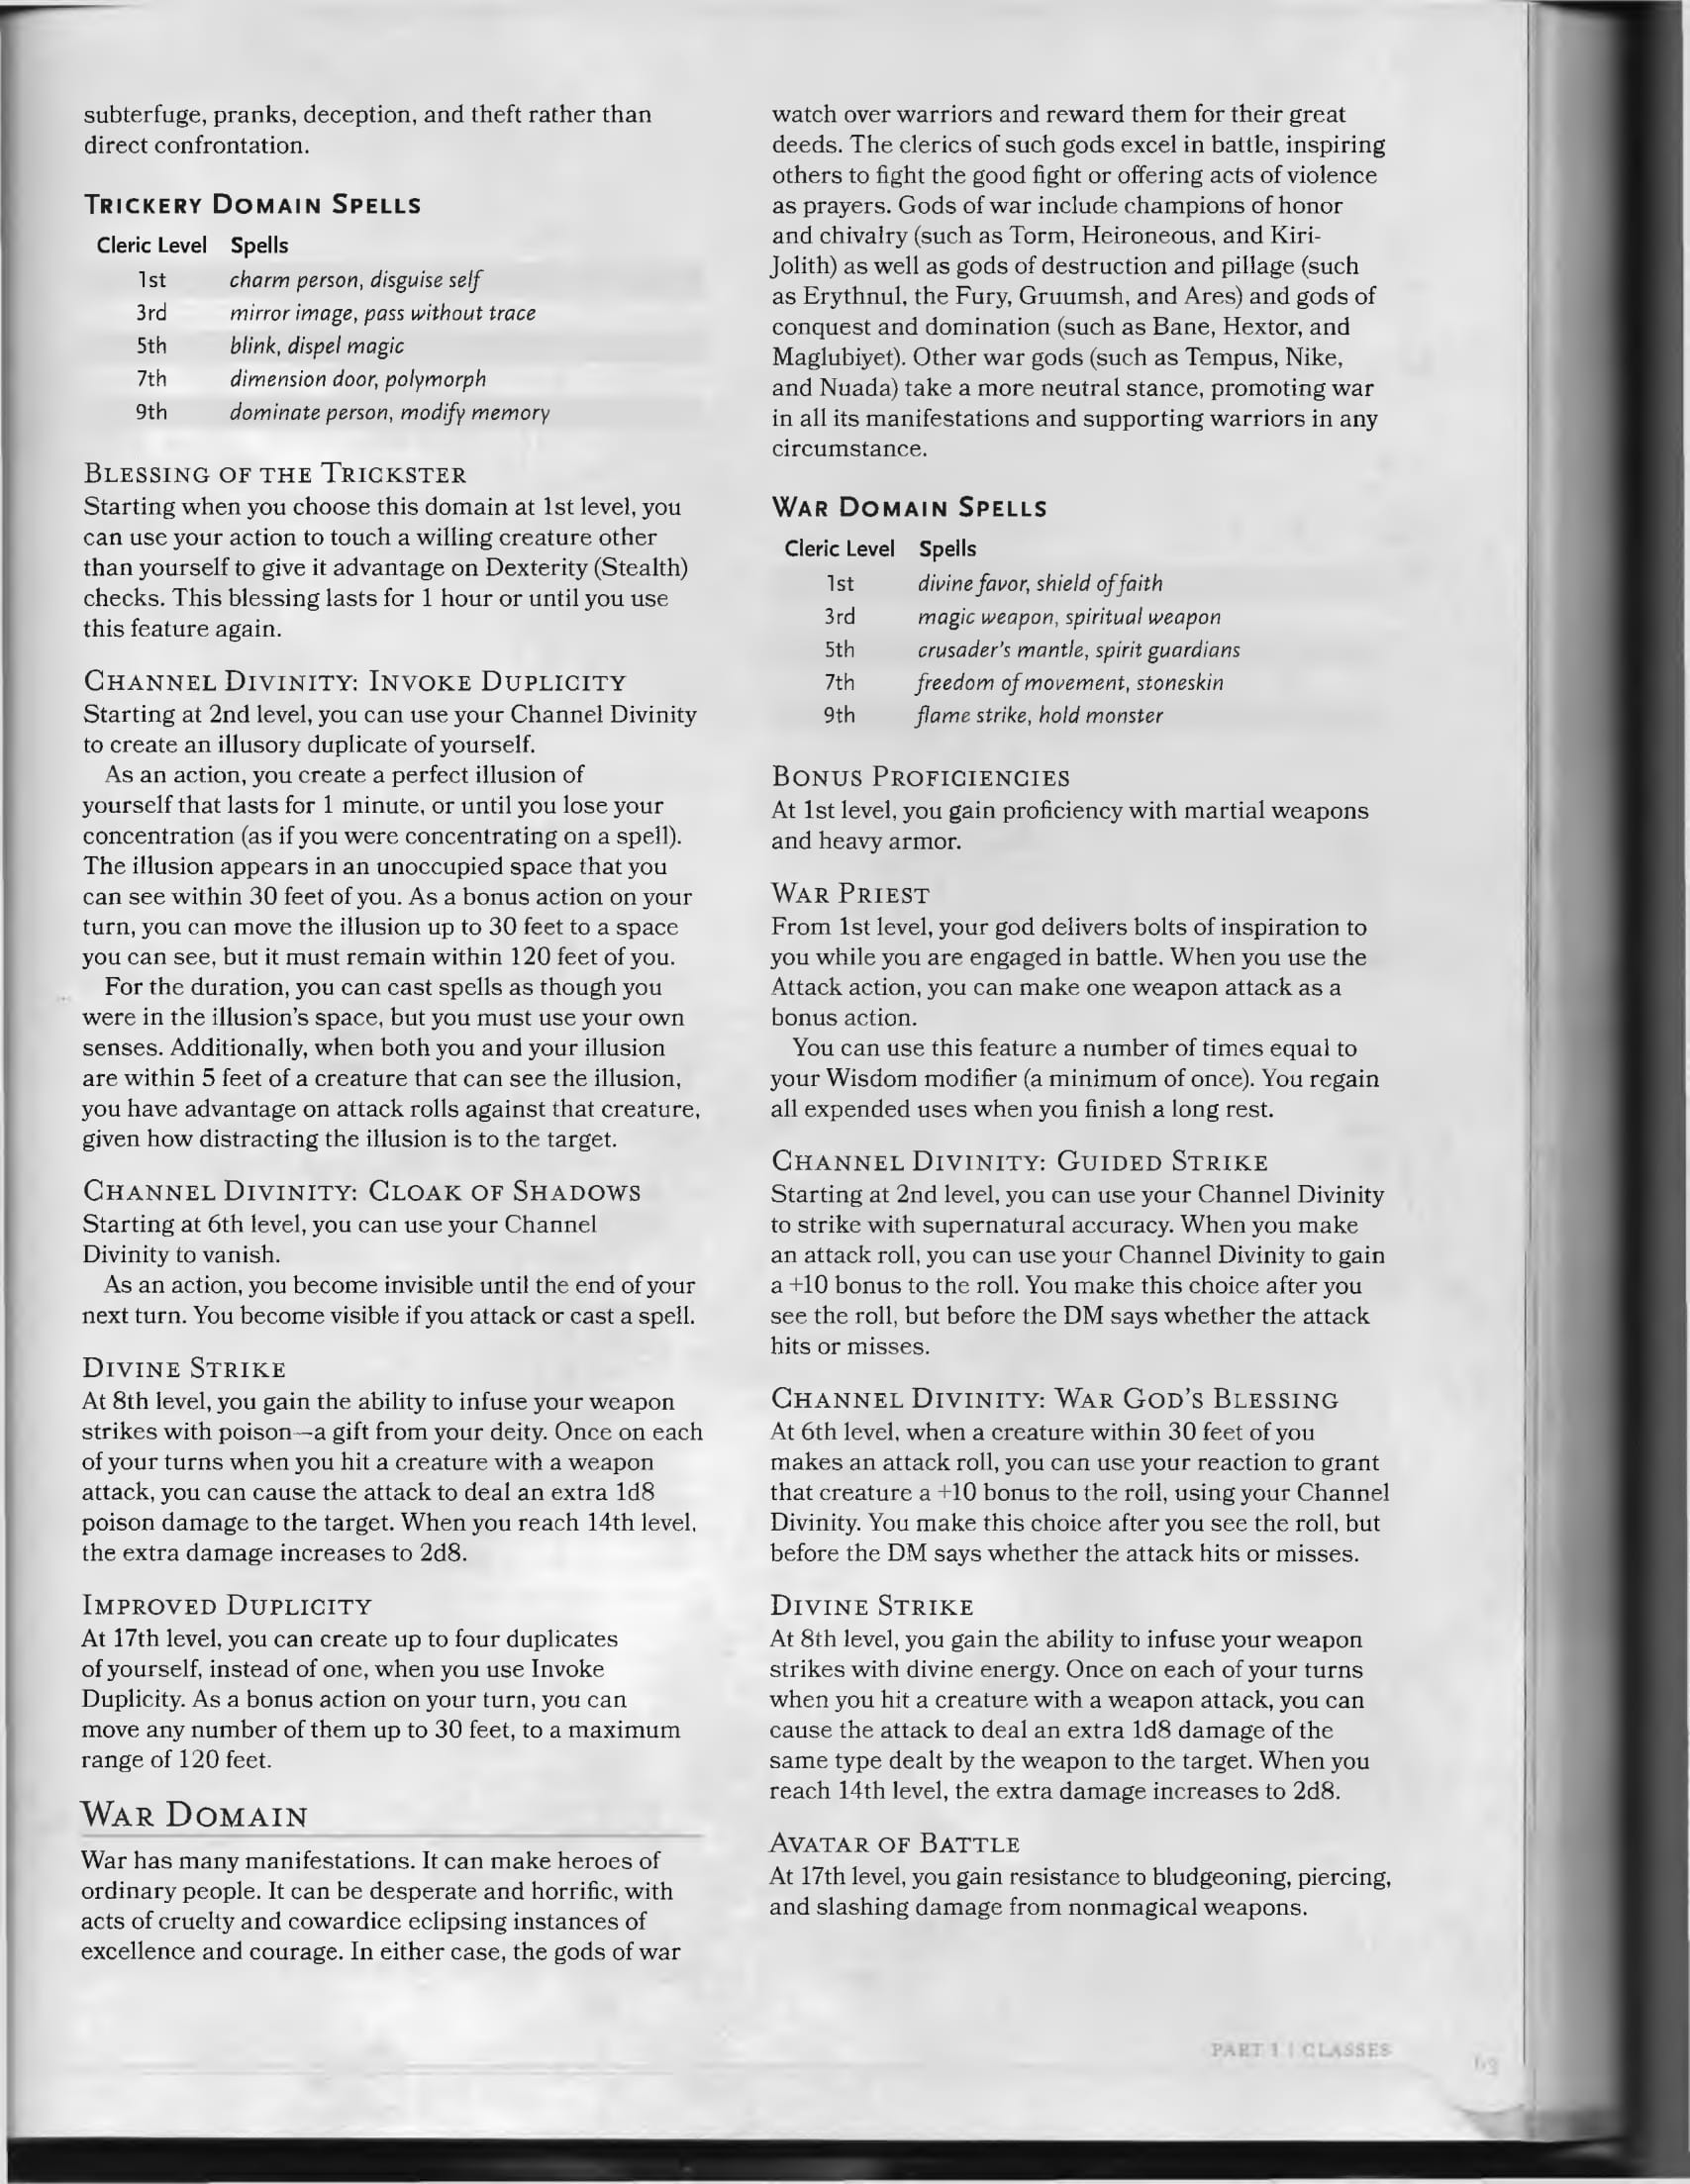 subterfuge, pranks, deception, and theft rather than
direct confrontation.
TRICKERY DOMAIN SPELLS
Cleric Level Spells
1st charm person, disguise self
3rd mirror image, pass without trace
5th blink, dispel magic
7th dimension door, polymorph
9th dominate person, modify memory
BLESSING OF THE TRICKSTER
Starting when you choose this domain at 1st level, you
can use your action to touch a willing creature other
than yourself to give it advantage on Dexterity (Stealth)
checks. This blessing lasts for 1 hour or until you use
this feature again.
CHANNEL DIVINITY: INVOKE DUPLICITY
Starting at 2nd level, you can use your Channel Divinity
to create an illusory duplicate of yourself.
As an action, you create a perfect illusion of
yourself that lasts for 1 minute, or until you lose your
concentration (as if you were concentrating on a spell).
The illusion appears in an unoccupied space that you
can see within 30 feet of you. As a bonus action on your
turn, you can move the illusion up to 30 feet to a space
you can see, but it must remain within 120 feet of you.
For the duration, you can cast spells as though you
were in the illusion's space, but you must use your own
senses. Additionally, when both you and your illusion
are within 5 feet of a creature that can see the illusion,
you have advantage on attack rolls against that creature,
given how distracting the illusion is to the target.
CHANNEL DIVINITY: CLOAK OF SHADOWS
Starting at 6th level, you can use your Channel
Divinity to vanish.
As an action, you become invisible until the end of your
next turn. You become visible if you attack or cast a spell.
DIVINE STRIKE
At 8th level, you gain the ability to infuse your weapon
strikes with poison—a gift from your deity. Once on each
of your turns when you hit a creature with a weapon
attack, you can cause the attack to deal an extra 1d8
poison damage to the target. When you reach 14th level,
the extra damage increases to 2d8.
IMPROVED DUPLICITY
At 17th level, you can create up to four duplicates
of yourself, instead of one, when you use Invoke
Duplicity. As a bonus action on your turn, you can
move any number of them up to 30 feet, to a maximum
range of 120 feet.
WAR DOMAIN
War has many manifestations. It can make heroes of
ordinary people. It can be desperate and horrific, with
acts of cruelty and cowardice eclipsing instances of
excellence and courage. In either case, the gods of war
watch over warriors and reward them for their great
deeds. The clerics of such gods excel in battle, inspiring
others to fight the good fight or offering acts of violence
as prayers. Gods of war include champions of honor
and chivalry (such as Torm, Heironeous, and Kiri-
Jolith) as well as gods of destruction and pillage (such
as Erythnul, the Fury, Gruumsh, and Ares) and gods of
conquest and domination (such as Bane, Hextor, and
Maglubiyet). Other war gods (such as Tempus, Nike,
and Nuada) take a more neutral stance, promoting war
in all its manifestations and supporting warriors in any
circumstance.
WAR DOMAIN SPELLS
Cleric Level Spells
1st divine favor, shield of faith
3rd magic weapon, spiritual weapon
5th crusader's mantle, spirit guardians
7th freedom of movement, stoneskin
9th flame strike, hold monster
BONUS PROFICIENCIES
At 1st level, you gain proficiency with martial weapons
and heavy armor.
WAR PRIEST
From 1st level, your god delivers bolts of inspiration to
you while you are engaged in battle. When you use the
Attack action, you can make one weapon attack as a
bonus action.
You can use this feature a number of times equal to
your Wisdom modifier (a minimum of once). You regain
all expended uses when you finish a long rest.
CHANNEL DIVINITY: GUIDED STRIKE
Starting at 2nd level, you can use your Channel Divinity
to strike with supernatural accuracy. When you make
an attack roll, you can use your Channel Divinity to gain
a +10 bonus to the roll. You make this choice after you
see the roll, but before the DM says whether the attack
hits or misses.
CHANNEL DIVINITY: WAR GOD'S BLESSING
At 6th level, when a creature within 30 feet of you
makes an attack roll, you can use your reaction to grant
that creature a +10 bonus to the roll, using your Channel
Divinity. You make this choice after you see the roll, but
before the DM says whether the attack hits or misses.
DIVINE STRIKE
At 8th level, you gain the ability to infuse your weapon
strikes with divine energy. Once on each of your turns
when you hit a creature with a weapon attack, you can
cause the attack to deal an extra 1d8 damage of the
same type dealt by the weapon to the target. When you
reach 14th level, the extra damage increases to 2d8.
AVATAR OF BATTLE
At 17th level, you gain resistance to bludgeoning, piercing,
and slashing damage from nonmagical weapons.
PART 1 | CLASSES
63